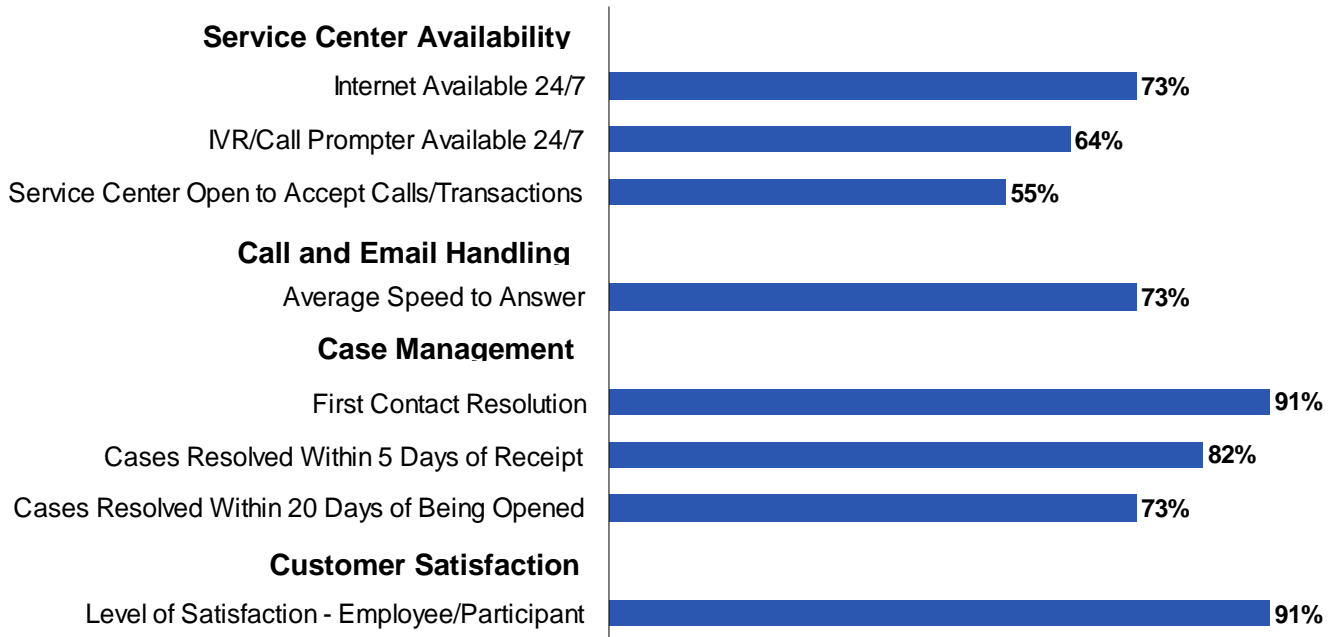 Service Center Availability
Internet Available 24/7 73%
IVR/Call Prompter Available 24/7 64%
Service Center Open to Accept Calls/Transactions 55%
Call and Email Handling
Average Speed to Answer 73%
Case Management
First Contact Resolution 91%
Cases Resolved Within 5 Days of Receipt 82%
Cases Resolved Within 20 Days of Being Opened 73%
Customer Satisfaction
Level of Satisfaction - Employee/Participant 91%